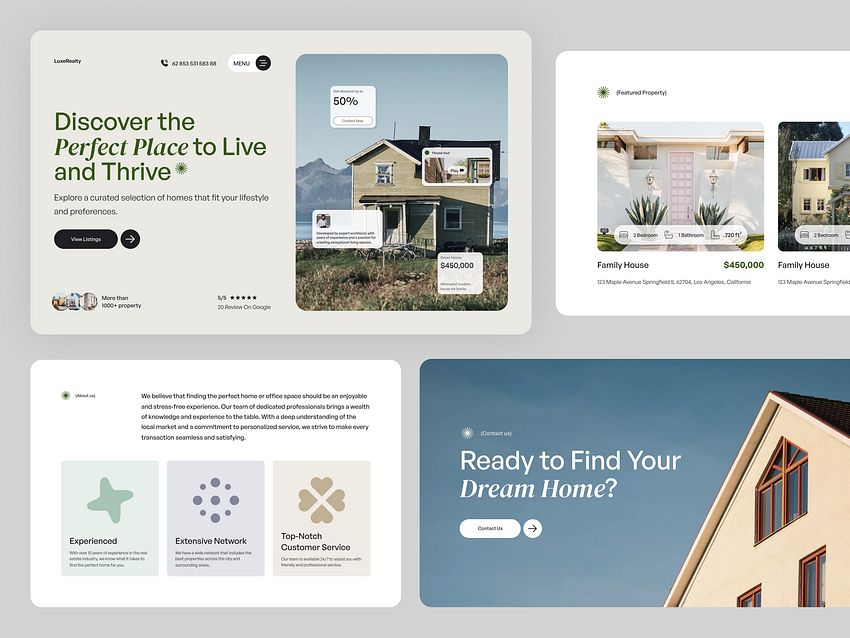 LuxeRealty
62 853 531 583 88
MENU
Discover the
Perfect Place to Live
and Thrive
Explore a curated selection of homes that fit your lifestyle
and preferences.
View Listings
More than
1000+ property
5/5 ★★★★★
20 Review On Google
Get discount Up to
50%
Contact Now
House tour
Play
Developed by expert architects with
years of experience and a passion for
creating exceptional living spaces.
Green House
$450,000
Minimalist modern
house for family
(Featured Property)
2 Bedroom
1 Bathroom
720 ft²
Family House
$450,000
123 Maple Avenue Springfield IL 62704, Los Angeles, California
2 Bedroom
Family House
123 Maple Avenue Springfield
(About us)
We believe that finding the perfect home or office space should be an enjoyable
and stress-free experience. Our team of dedicated professionals brings a wealth
of knowledge and experience to the table. With a deep understanding of the
local market and a commitment to personalized service, we strive to make every
transaction seamless and satisfying.
Experienced
With over 10 years of experience in the real
estate industry, we know what it takes to
find the perfect home for you.
Extensive Network
We have a wide network that includes the
best properties across the city and
surrounding areas.
Top-Notch
Customer Service
Our team is available 24/7 to assist you with
friendly and professional service.
(Contact us)
Ready to Find Your
Dream Home?
Contact Us